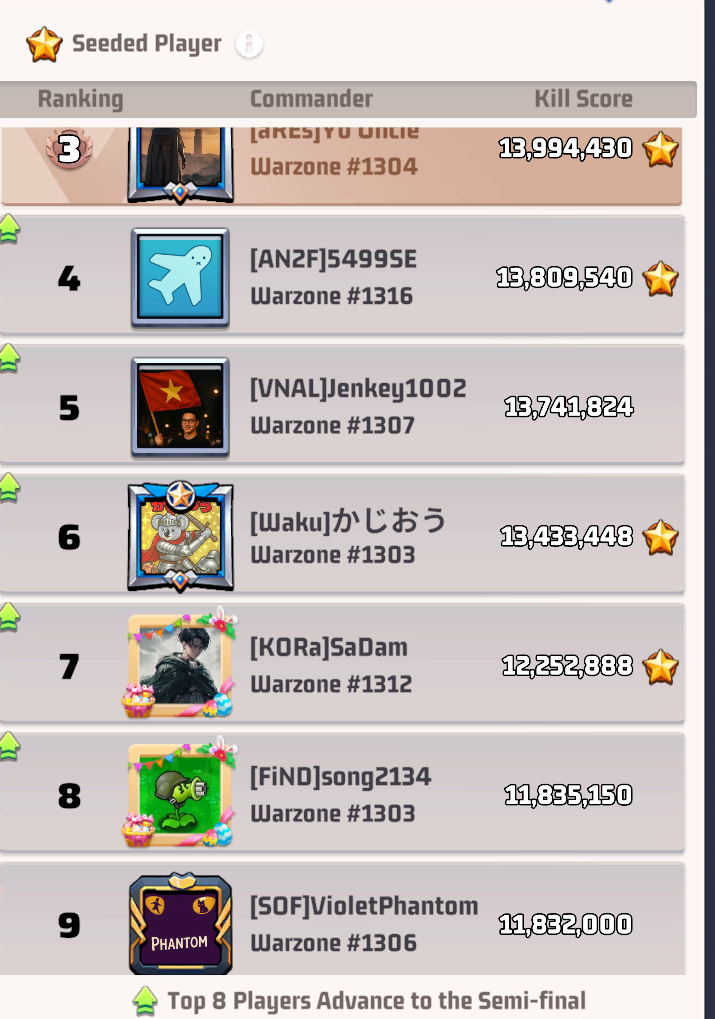 Seeded Player
Ranking Commander Kill Score
3
[aREs]Yo Uncle
Warzone #1304
13,994,430
4
[AN2F]5499SE
Warzone #1316
13,809,540
5
[VNAL]Jenkey1002
Warzone #1307
13,741,824
6
[Waku]かじおう
Warzone #1303
13,433,448
7
[KORa]SaDam
Warzone #1312
12,252,888
8
[FiND]song2134
Warzone #1303
11,835,150
9
PHANTOM
[SOF]VioletPhantom
Warzone #1306
11,832,000
Top 8 Players Advance to the Semi-final